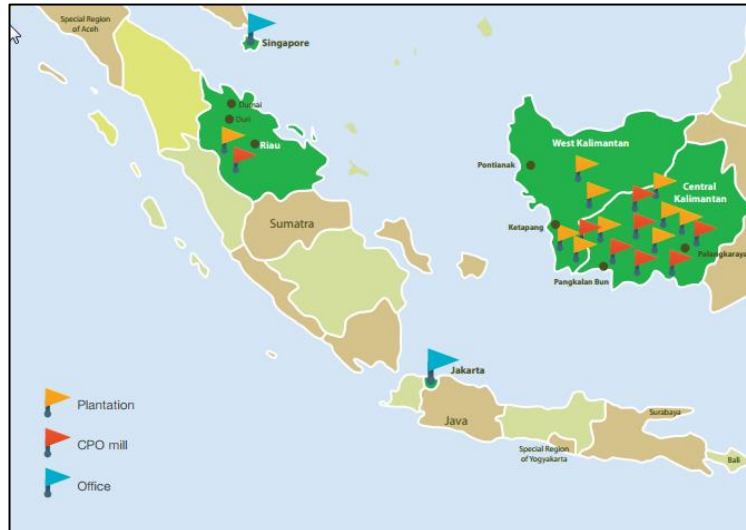 Special Region
of Aceh
Singapore
Dumai
Duri
Riau
West Kalimantan
Pontianak
Central
Kalimantan
Sumatra
Ketapang
Palangkaraya
Pangkalan Bun
Jakarta
Plantation
Java
Surabaya
CPO mill
Special Region
of Yogyakarta
Bali
Office